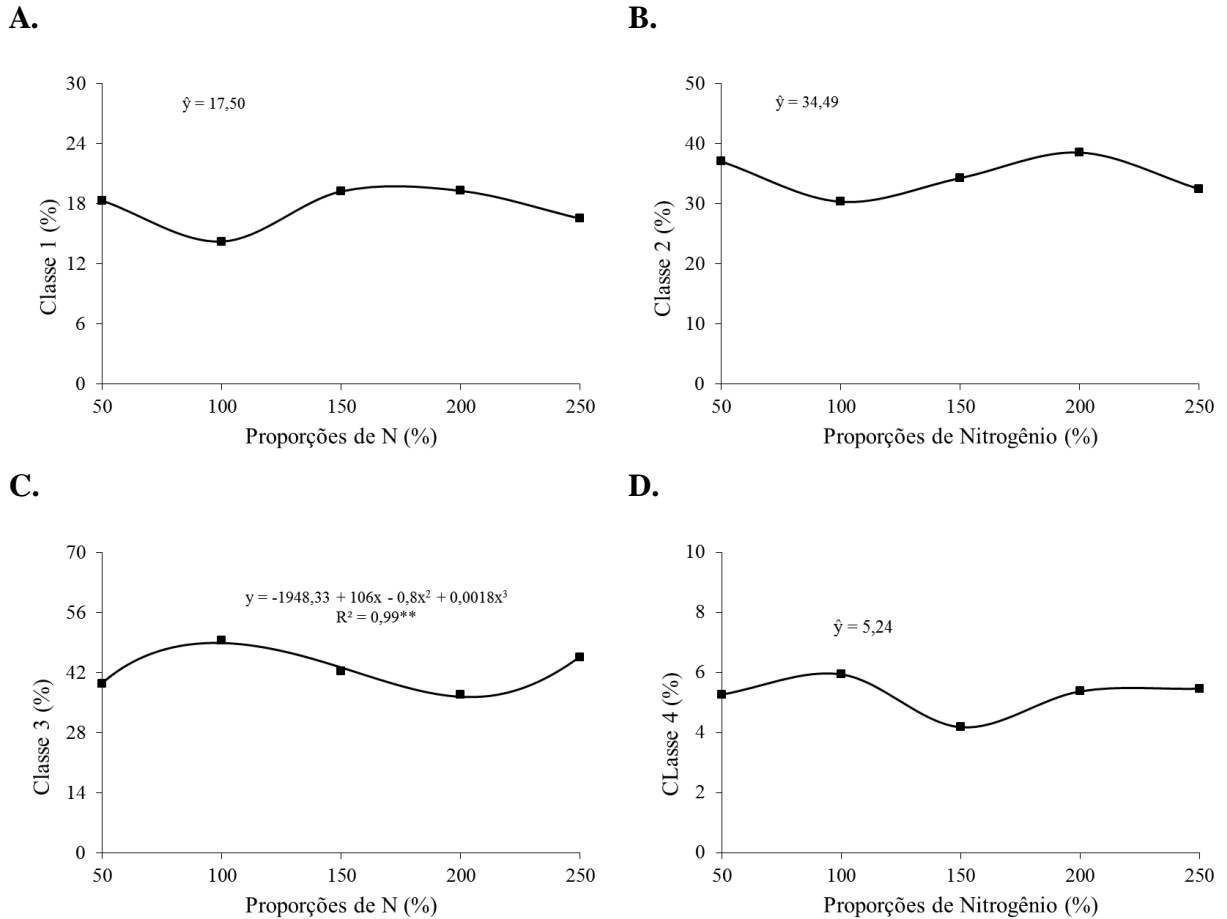 A.
30
24
18
12
6
0
Classe 1 (%)
ŷ = 17,50
50 100 150 200 250
Proporções de N (%)
B.
50
40
30
20
10
0
Classe 2 (%)
ŷ = 34,49
50 100 150 200 250
Proporções de Nitrogênio (%)
C.
70
56
42
28
14
0
Classe 3 (%)
y = -1948,33 + 106x - 0,8x² + 0,0018x³
R² = 0,99**
50 100 150 200 250
Proporções de N (%)
D.
10
8
6
4
2
0
CLasse 4 (%)
ŷ = 5,24
50 100 150 200 250
Proporções de Nitrogênio (%)